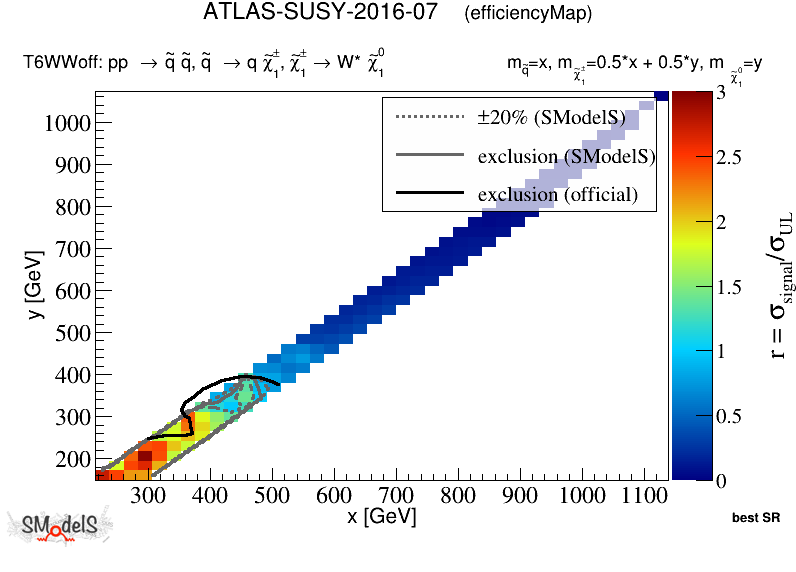 ATLAS-SUSY-2016-07 (efficiencyMap)
T6WWoff: pp → q̃ q̃, q̃ → q χ̃₁±, χ̃₁± → W* χ̃₁⁰ m_q̃=x, m_χ̃₁±=0.5*x + 0.5*y, m_χ̃₁⁰=y
±20% (SModelS)
exclusion (SModelS)
exclusion (official)
y [GeV]
1000
900
800
700
600
500
400
300
200
300 400 500 600 700 800 900 1000 1100
x [GeV]
3
2.5
2
1.5
1
0.5
0
r = σ_signal/σ_UL
SModelS
best SR